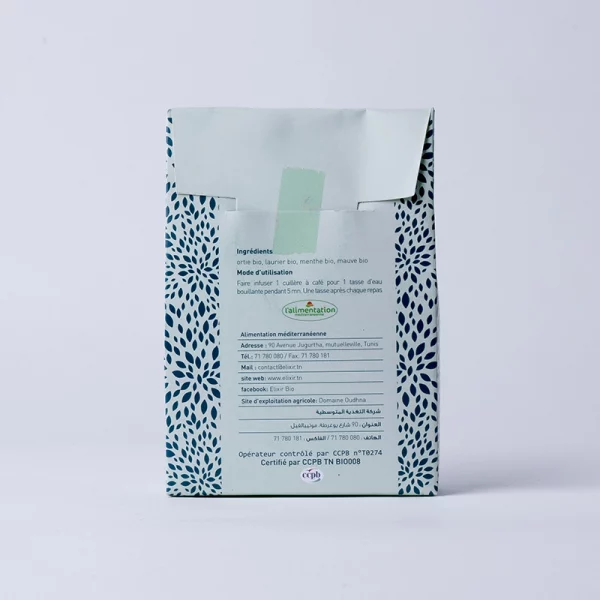 Ingrédients
ortie bio, laurier bio, menthe bio, mauve bio
Mode d'utilisation
Faire infuser 1 cuillère à café pour 1 tasse d'eau
bouillante pendant 5 mn. Une tasse après chaque repas
l'alimentation
Alimentation méditerranéenne
Adresse : 90 Avenue Jugurtha, mutuelleville, Tunis
Tél.: 71 780 080 / Fax. 71 780 181
Mail : contact@elixir.tn
site web: www.elixir.tn
facebook: Elixir Bio
Site d'exploitation agricole: Domaine Oudhna
شركة التغذية المتوسطية
العنوان : 90 شارع يوغرطة، موتييالفيل
الهاتف : 080 780 71 / الفاكس : 181 780 71
Opérateur contrôlé par CCPB n°T0274
Certifié par CCPB TN BIO008
ccpb